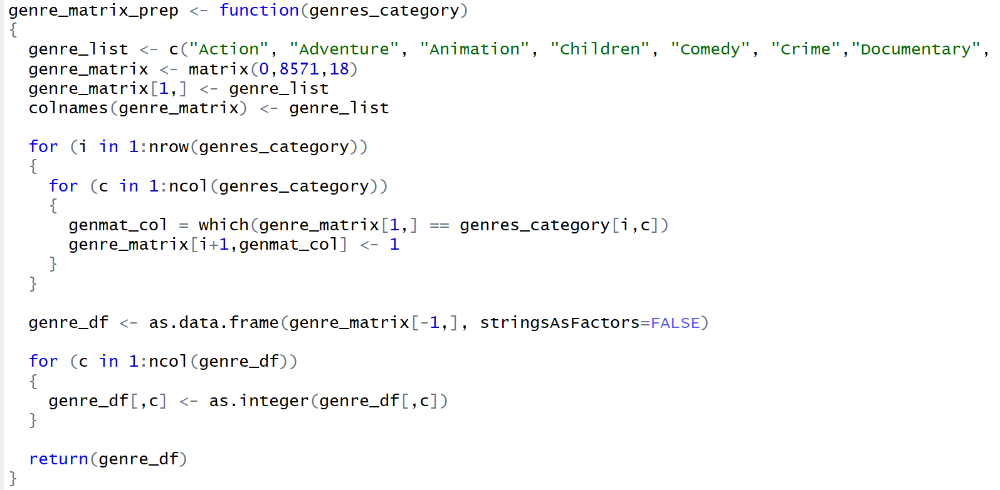 genre_matrix_prep <- function(genres_category)
{
  genre_list <- c("Action", "Adventure", "Animation", "Children", "Comedy", "Crime","Documentary",
  genre_matrix <- matrix(0,8571,18)
  genre_matrix[1,] <- genre_list
  colnames(genre_matrix) <- genre_list

  for (i in 1:nrow(genres_category))
  {
    for (c in 1:ncol(genres_category))
    {
      genmat_col = which(genre_matrix[1,] == genres_category[i,c])
      genre_matrix[i+1,genmat_col] <- 1
    }
  }

  genre_df <- as.data.frame(genre_matrix[-1,], stringsAsFactors=FALSE)

  for (c in 1:ncol(genre_df))
  {
    genre_df[,c] <- as.integer(genre_df[,c])
  }

  return(genre_df)
}